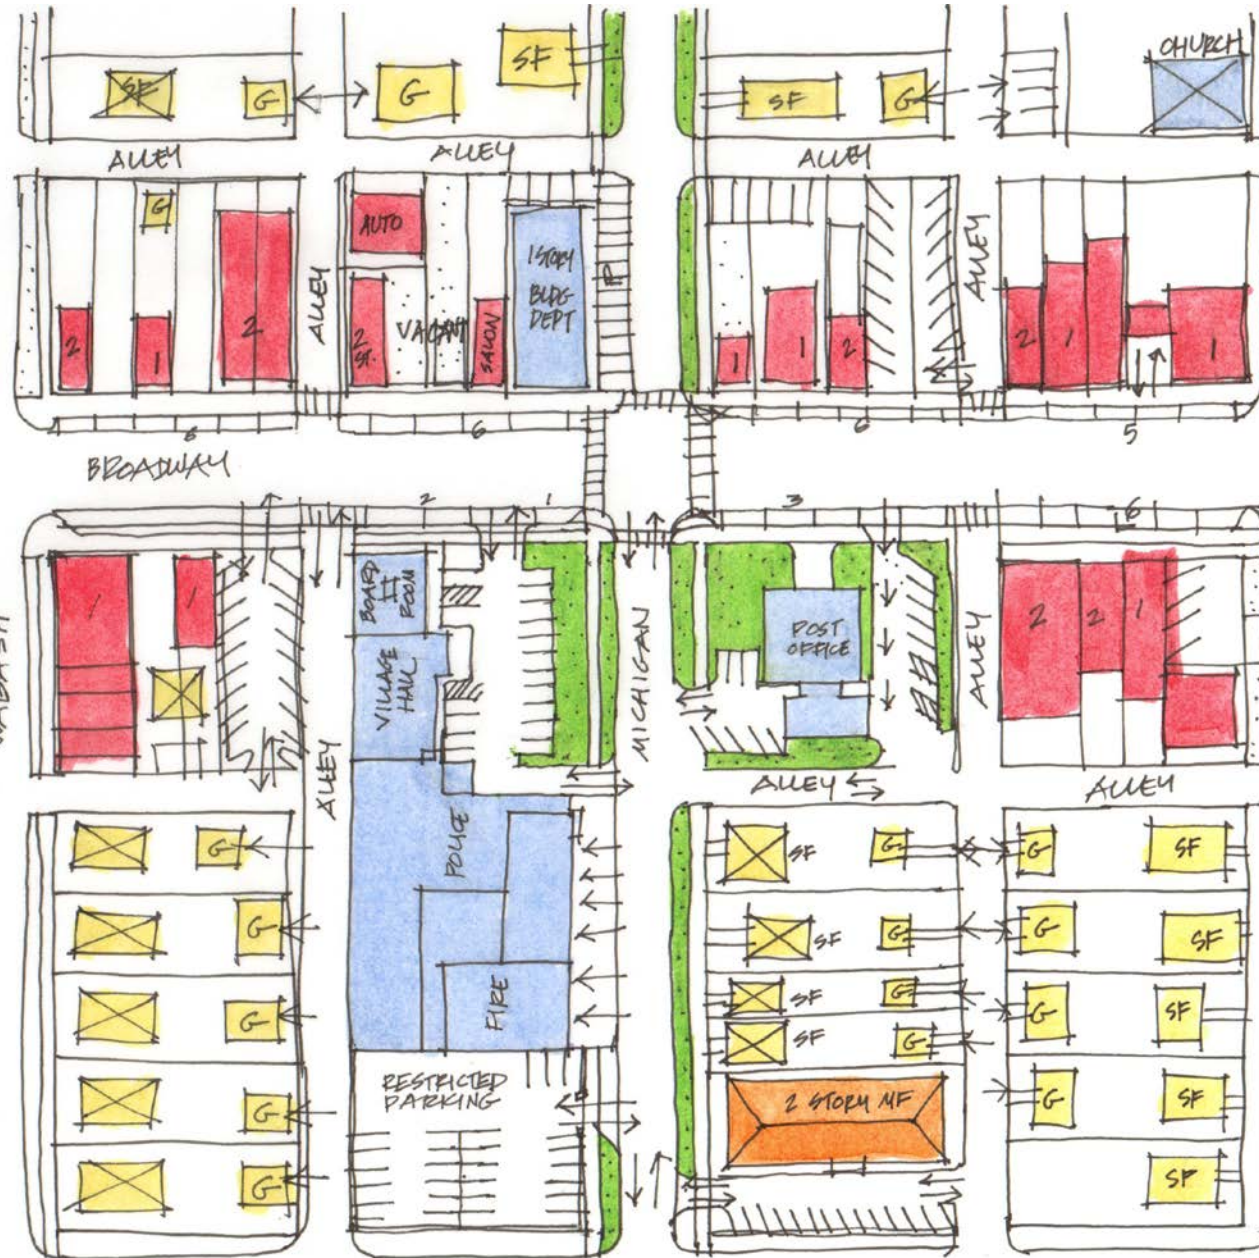 CHURCH
SF
G
G
SF
SF
G
ALLEY
ALLEY
ALLEY
G
AUTO
1 STORY
BLDG
DEPT
P
ALLEY
ALLEY
2
1
2
2
ST.
VACANT
SALON
1
1
2
2
1
1
6
6
6
5
BROADWAY
2
1
3
6
1
1
BOARD
RM
ROOM
VILLAGE
HALL
MICHIGAN
POST
OFFICE
ALLEY
2
2
1
ALLEY
POLICE
ALLEY
ALLEY
G
SF
G
G
SF
G
SF
G
G
SF
G
SF
G
SF
G
G
SF
FIRE
RESTRICTED
PARKING
G
2 STORY MF
G
SF
G
SF